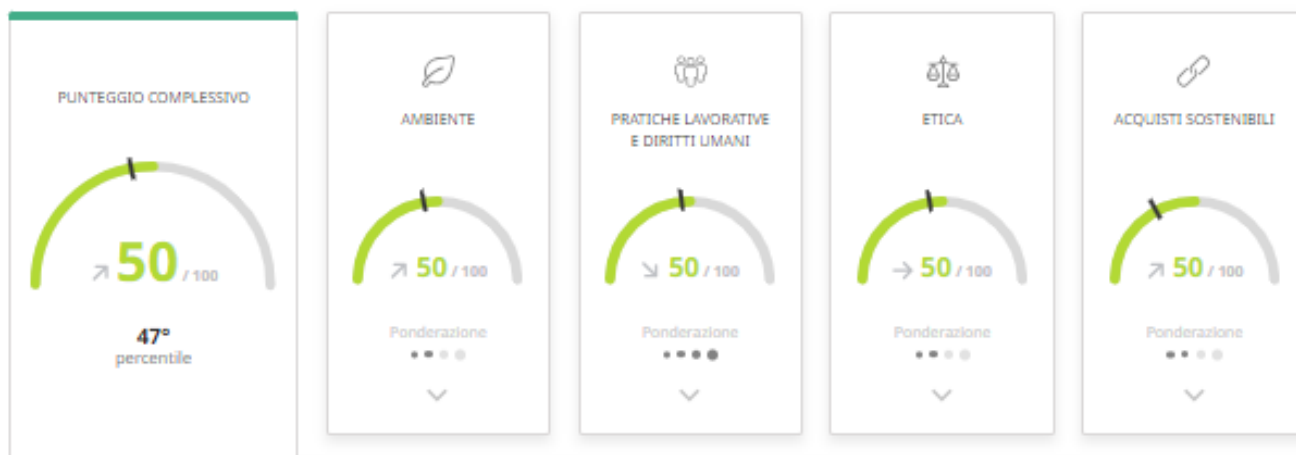 PUNTEGGIO COMPLESSIVO
50 / 100
47°
percentile
AMBIENTE
50 / 100
Ponderazione
PRATICHE LAVORATIVE
E DIRITTI UMANI
50 / 100
Ponderazione
ETICA
50 / 100
Ponderazione
ACQUISTI SOSTENIBILI
50 / 100
Ponderazione